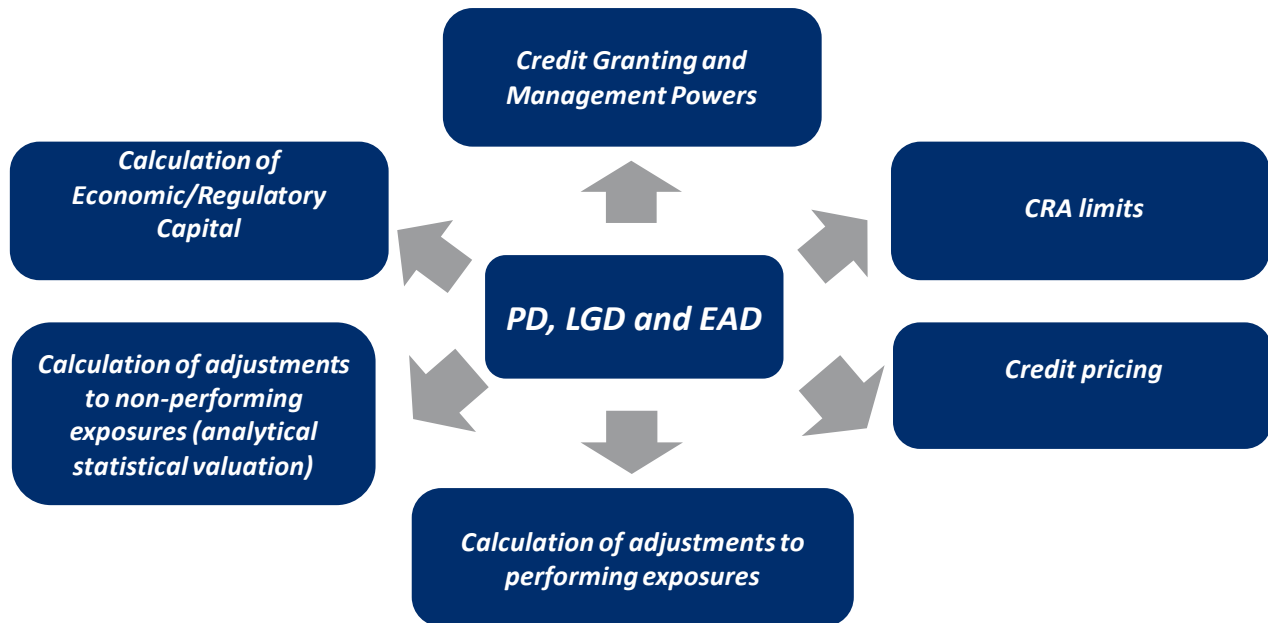 Credit Granting and
Management Powers
Calculation of
Economic/Regulatory
Capital
CRA limits
PD, LGD and EAD
Calculation of adjustments
to non-performing
exposures (analytical
statistical valuation)
Credit pricing
Calculation of adjustments to
performing exposures